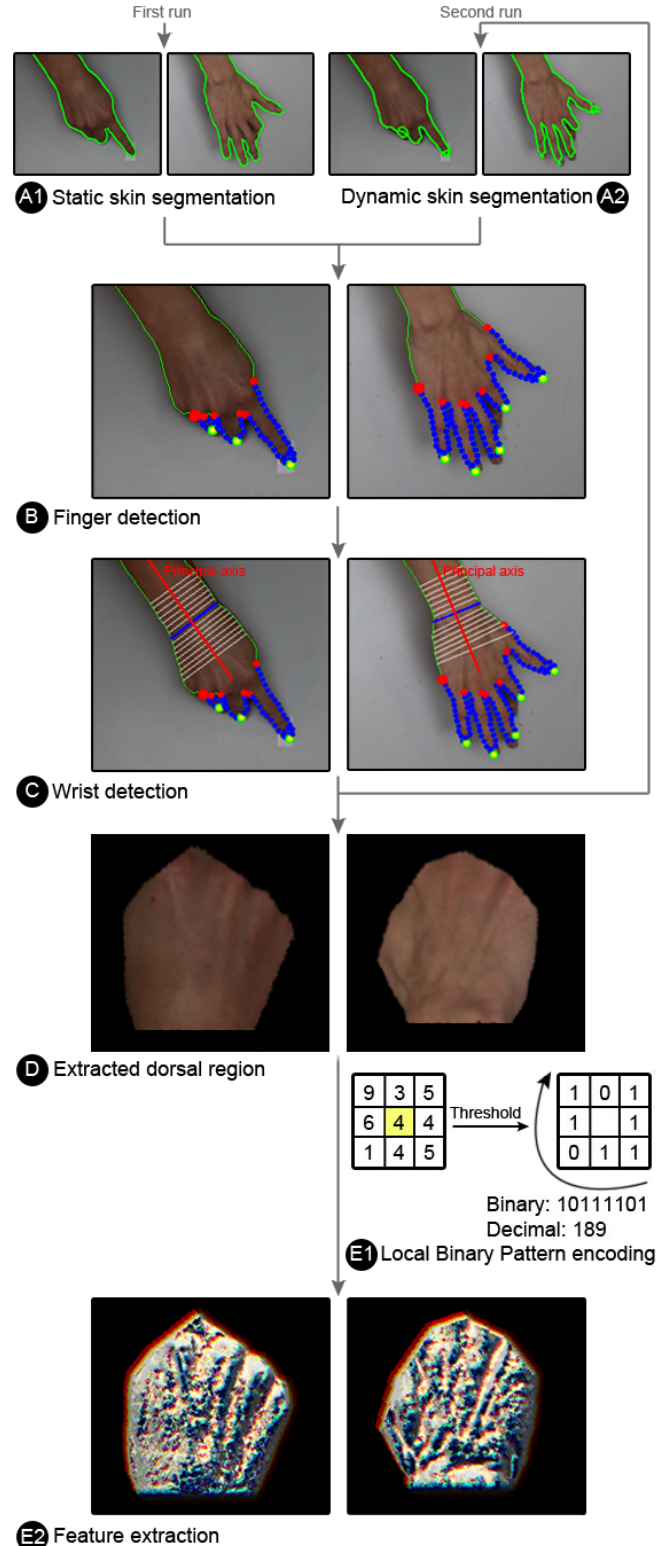 First run
Second run
A1 Static skin segmentation
Dynamic skin segmentation A2
B Finger detection
Principal axis
Principal axis
C Wrist detection
D Extracted dorsal region
9 3 5
6 4 4
1 4 5
Threshold
1 0 1
1 1
0 1 1
Binary: 10111101
Decimal: 189
E1 Local Binary Pattern encoding
E2 Feature extraction